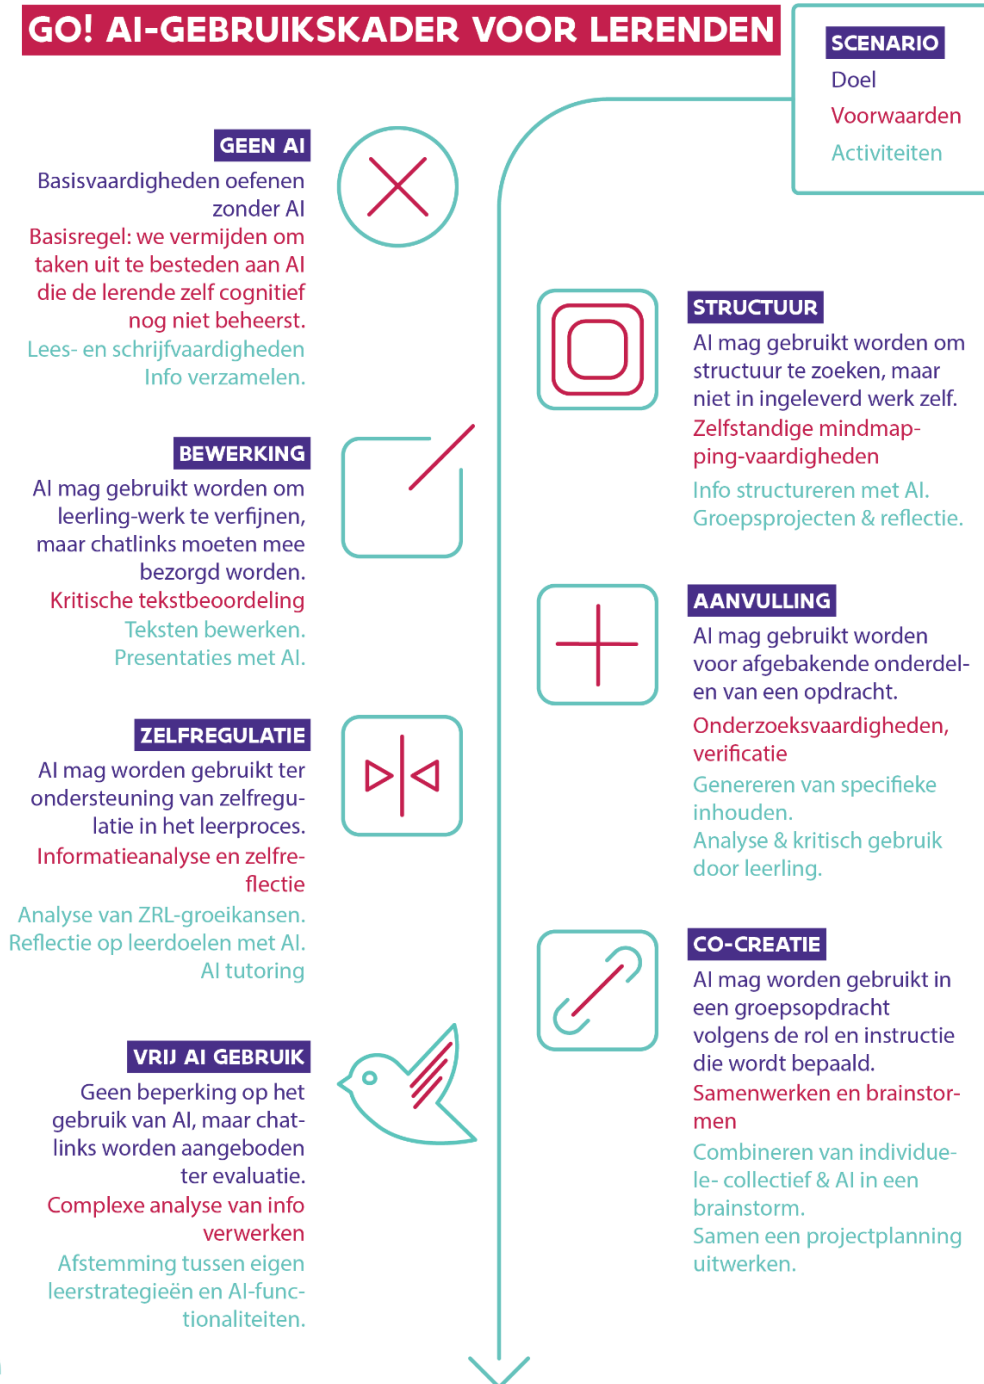 GO! AI-GEBRUIKSKADER VOOR LERENDEN
SCENARIO
Doel
Voorwaarden
Activiteiten
GEEN AI
Basisvaardigheden oefenen
zonder AI
Basisregel: we vermijden om
taken uit te besteden aan AI
die de lerende zelf cognitief
nog niet beheerst.
Lees- en schrijfvaardigheden
Info verzamelen.
STRUCTUUR
AI mag gebruikt worden om
structuur te zoeken, maar
niet in ingeleverd werk zelf.
Zelfstandige mindmap-
ping-vaardigheden
Info structureren met AI.
Groepsprojecten & reflectie.
BEWERKING
AI mag gebruikt worden om
leerling-werk te verfijnen,
maar chatlinks moeten mee
bezorgd worden.
Kritische tekstbeoordeling
Teksten bewerken.
Presentaties met AI.
AANVULLING
AI mag gebruikt worden
voor afgebakende onderdel-
en van een opdracht.
Onderzoeksvaardigheden,
verificatie
Genereren van specifieke
inhouden.
Analyse & kritisch gebruik
door leerling.
ZELFREGULATIE
AI mag worden gebruikt ter
ondersteuning van zelfregu-
latie in het leerproces.
Informatieanalyse en zelfre-
flectie
Analyse van ZRL-groeikansen.
Reflectie op leerdoelen met AI.
AI tutoring
CO-CREATIE
AI mag worden gebruikt in
een groepsopdracht
volgens de rol en instructie
die wordt bepaald.
Samenwerken en brainstor-
men
Combineren van individue-
le- collectief & AI in een
brainstorm.
Samen een projectplanning
uitwerken.
VRIJ AI GEBRUIK
Geen beperking op het
gebruik van AI, maar chat-
links worden aangeboden
ter evaluatie.
Complexe analyse van info
verwerken
Afstemming tussen eigen
leerstrategieën en AI-func-
tionaliteiten.